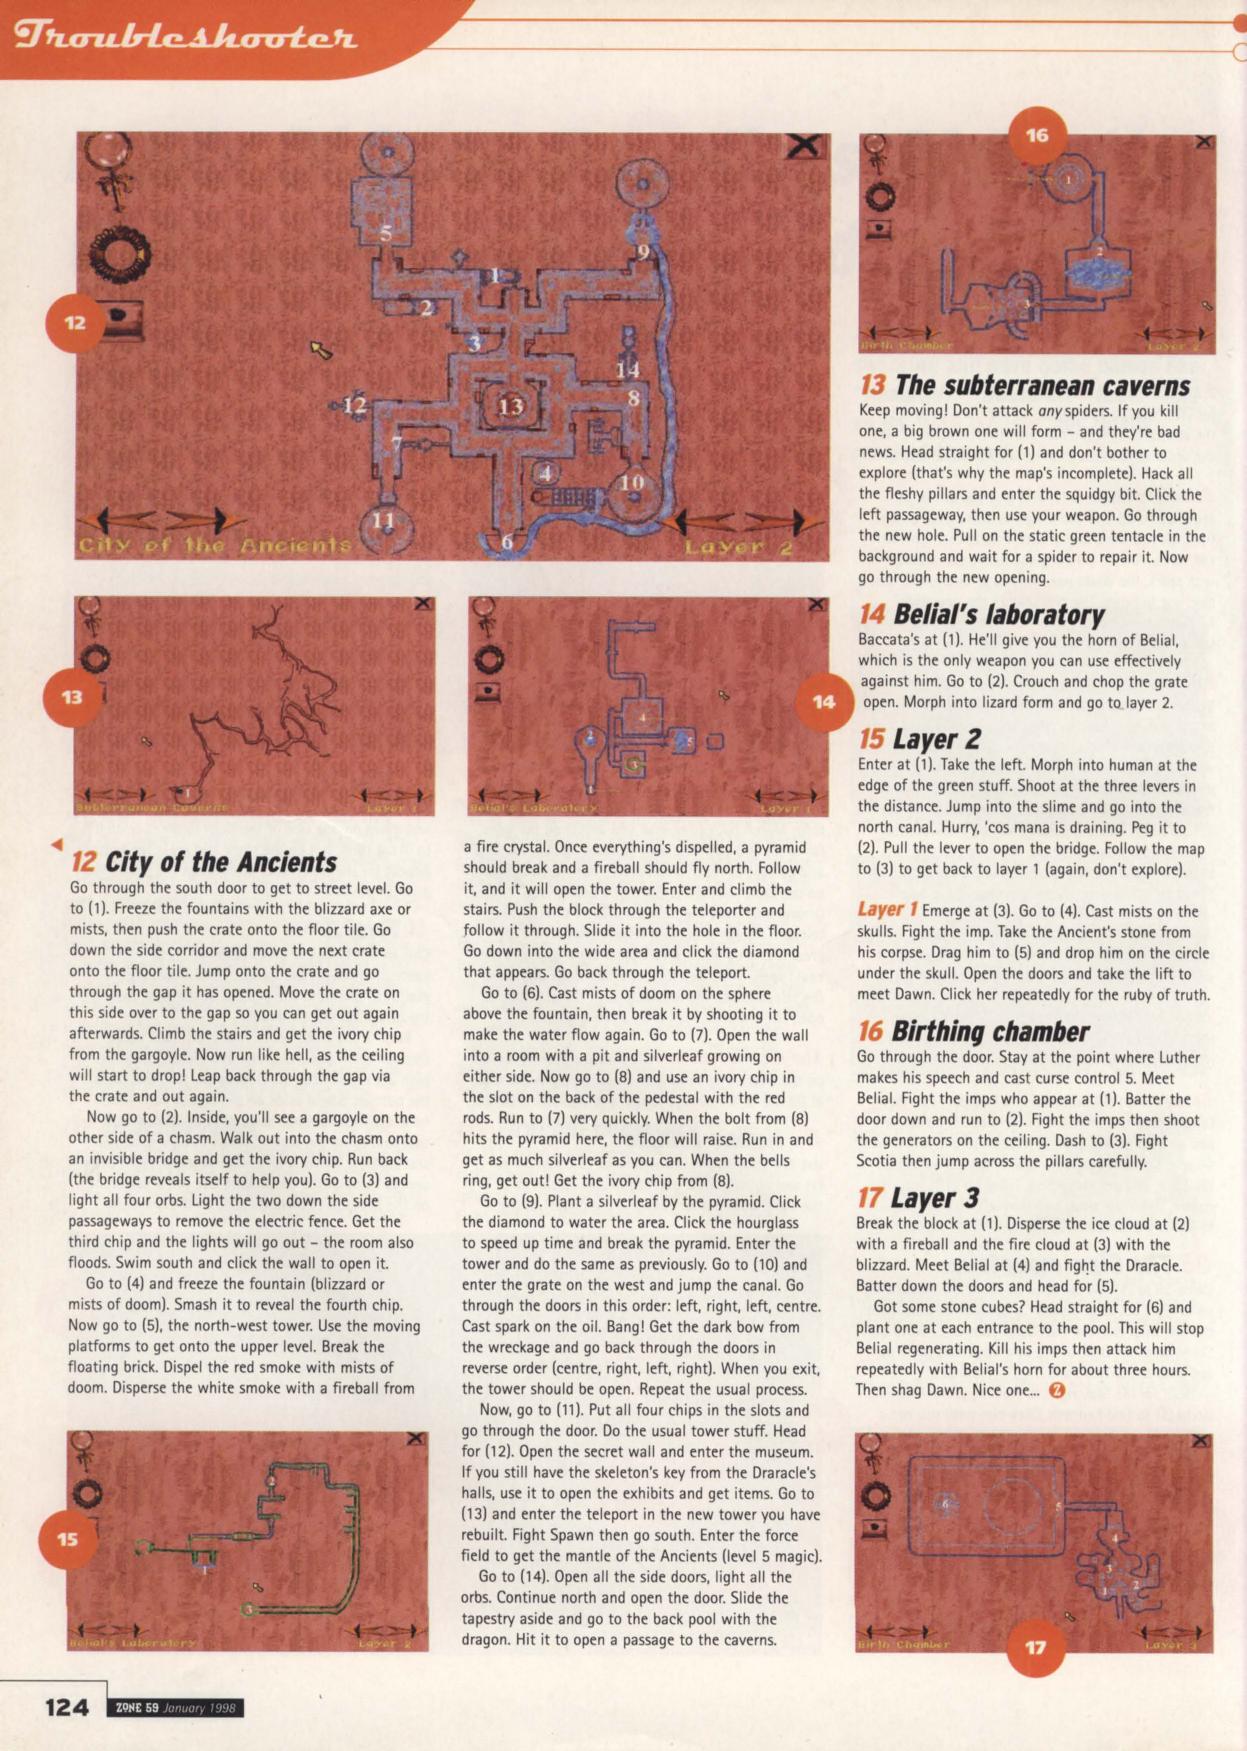 Troubleshooter
12
5
1
2
3
9
14
12
13
8
7
4
10
11
6
City of the Ancients
Layer 2
16
1
2
3
Birth Chamber
Layer 2
13
1
Subterranean Caverns
Layer 1
14
4
2
5
3
1
Belial's Laboratory
Layer 1
12 City of the Ancients
Go through the south door to get to street level. Go
to (1). Freeze the fountains with the blizzard axe or
mists, then push the crate onto the floor tile. Go
down the side corridor and move the next crate
onto the floor tile. Jump onto the crate and go
through the gap it has opened. Move the crate on
this side over to the gap so you can get out again
afterwards. Climb the stairs and get the ivory chip
from the gargoyle. Now run like hell, as the ceiling
will start to drop! Leap back through the gap via
the crate and out again.
Now go to (2). Inside, you'll see a gargoyle on the
other side of a chasm. Walk out into the chasm onto
an invisible bridge and get the ivory chip. Run back
(the bridge reveals itself to help you). Go to (3) and
light all four orbs. Light the two down the side
passageways to remove the electric fence. Get the
third chip and the lights will go out – the room also
floods. Swim south and click the wall to open it.
Go to (4) and freeze the fountain (blizzard or
mists of doom). Smash it to reveal the fourth chip.
Now go to (5), the north-west tower. Use the moving
platforms to get onto the upper level. Break the
floating brick. Dispel the red smoke with mists of
doom. Disperse the white smoke with a fireball from
a fire crystal. Once everything's dispelled, a pyramid
should break and a fireball should fly north. Follow
it, and it will open the tower. Enter and climb the
stairs. Push the block through the teleporter and
follow it through. Slide it into the hole in the floor.
Go down into the wide area and click the diamond
that appears. Go back through the teleport.
Go to (6). Cast mists of doom on the sphere
above the fountain, then break it by shooting it to
make the water flow again. Go to (7). Open the wall
into a room with a pit and silverleaf growing on
either side. Now go to (8) and use an ivory chip in
the slot on the back of the pedestal with the red
rods. Run to (7) very quickly. When the bolt from (8)
hits the pyramid here, the floor will raise. Run in and
get as much silverleaf as you can. When the bells
ring, get out! Get the ivory chip from (8).
Go to (9). Plant a silverleaf by the pyramid. Click
the diamond to water the area. Click the hourglass
to speed up time and break the pyramid. Enter the
tower and do the same as previously. Go to (10) and
enter the grate on the west and jump the canal. Go
through the doors in this order: left, right, left, centre.
Cast spark on the oil. Bang! Get the dark bow from
the wreckage and go back through the doors in
reverse order (centre, right, left, right). When you exit,
the tower should be open. Repeat the usual process.
Now, go to (11). Put all four chips in the slots and
go through the door. Do the usual tower stuff. Head
for (12). Open the secret wall and enter the museum.
If you still have the skeleton's key from the Draracle's
halls, use it to open the exhibits and get items. Go to
(13) and enter the teleport in the new tower you have
rebuilt. Fight Spawn then go south. Enter the force
field to get the mantle of the Ancients (level 5 magic).
Go to (14). Open all the side doors, light all the
orbs. Continue north and open the door. Slide the
tapestry aside and go to the back pool with the
dragon. Hit it to open a passage to the caverns.
13 The subterranean caverns
Keep moving! Don't attack any spiders. If you kill
one, a big brown one will form – and they're bad
news. Head straight for (1) and don't bother to
explore (that's why the map's incomplete). Hack all
the fleshy pillars and enter the squidgy bit. Click the
left passageway, then use your weapon. Go through
the new hole. Pull on the static green tentacle in the
background and wait for a spider to repair it. Now
go through the new opening.
14 Belial's laboratory
Baccata's at (1). He'll give you the horn of Belial,
which is the only weapon you can use effectively
against him. Go to (2). Crouch and chop the grate
open. Morph into lizard form and go to layer 2.
15 Layer 2
Enter at (1). Take the left. Morph into human at the
edge of the green stuff. Shoot at the three levers in
the distance. Jump into the slime and go into the
north canal. Hurry, 'cos mana is draining. Peg it to
(2). Pull the lever to open the bridge. Follow the map
to (3) to get back to layer 1 (again, don't explore).
Layer 1 Emerge at (3). Go to (4). Cast mists on the
skulls. Fight the imp. Take the Ancient's stone from
his corpse. Drag him to (5) and drop him on the circle
under the skull. Open the doors and take the lift to
meet Dawn. Click her repeatedly for the ruby of truth.
16 Birthing chamber
Go through the door. Stay at the point where Luther
makes his speech and cast curse control 5. Meet
Belial. Fight the imps who appear at (1). Batter the
door down and run to (2). Fight the imps then shoot
the generators on the ceiling. Dash to (3). Fight
Scotia then jump across the pillars carefully.
17 Layer 3
Break the block at (1). Disperse the ice cloud at (2)
with a fireball and the fire cloud at (3) with the
blizzard. Meet Belial at (4) and fight the Draracle.
Batter down the doors and head for (5).
Got some stone cubes? Head straight for (6) and
plant one at each entrance to the pool. This will stop
Belial regenerating. Kill his imps then attack him
repeatedly with Belial's horn for about three hours.
Then shag Dawn. Nice one... Z
15
2
1
3
Belial's Laboratory
Layer 2
17
6
5
4
3
1
2
Birth Chamber
Layer 3
124 ZONE 59 January 1998